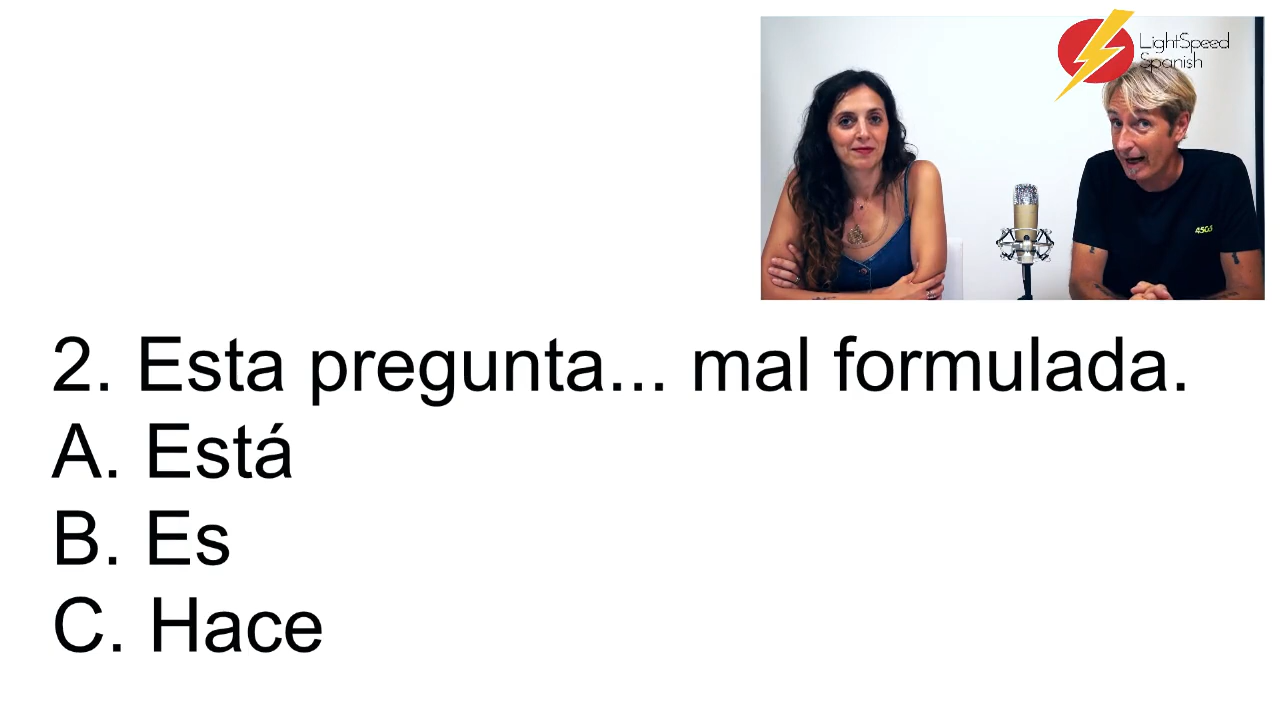 LightSpeed
Spanish
2. Esta pregunta... mal formulada.
A. Está
B. Es
C. Hace